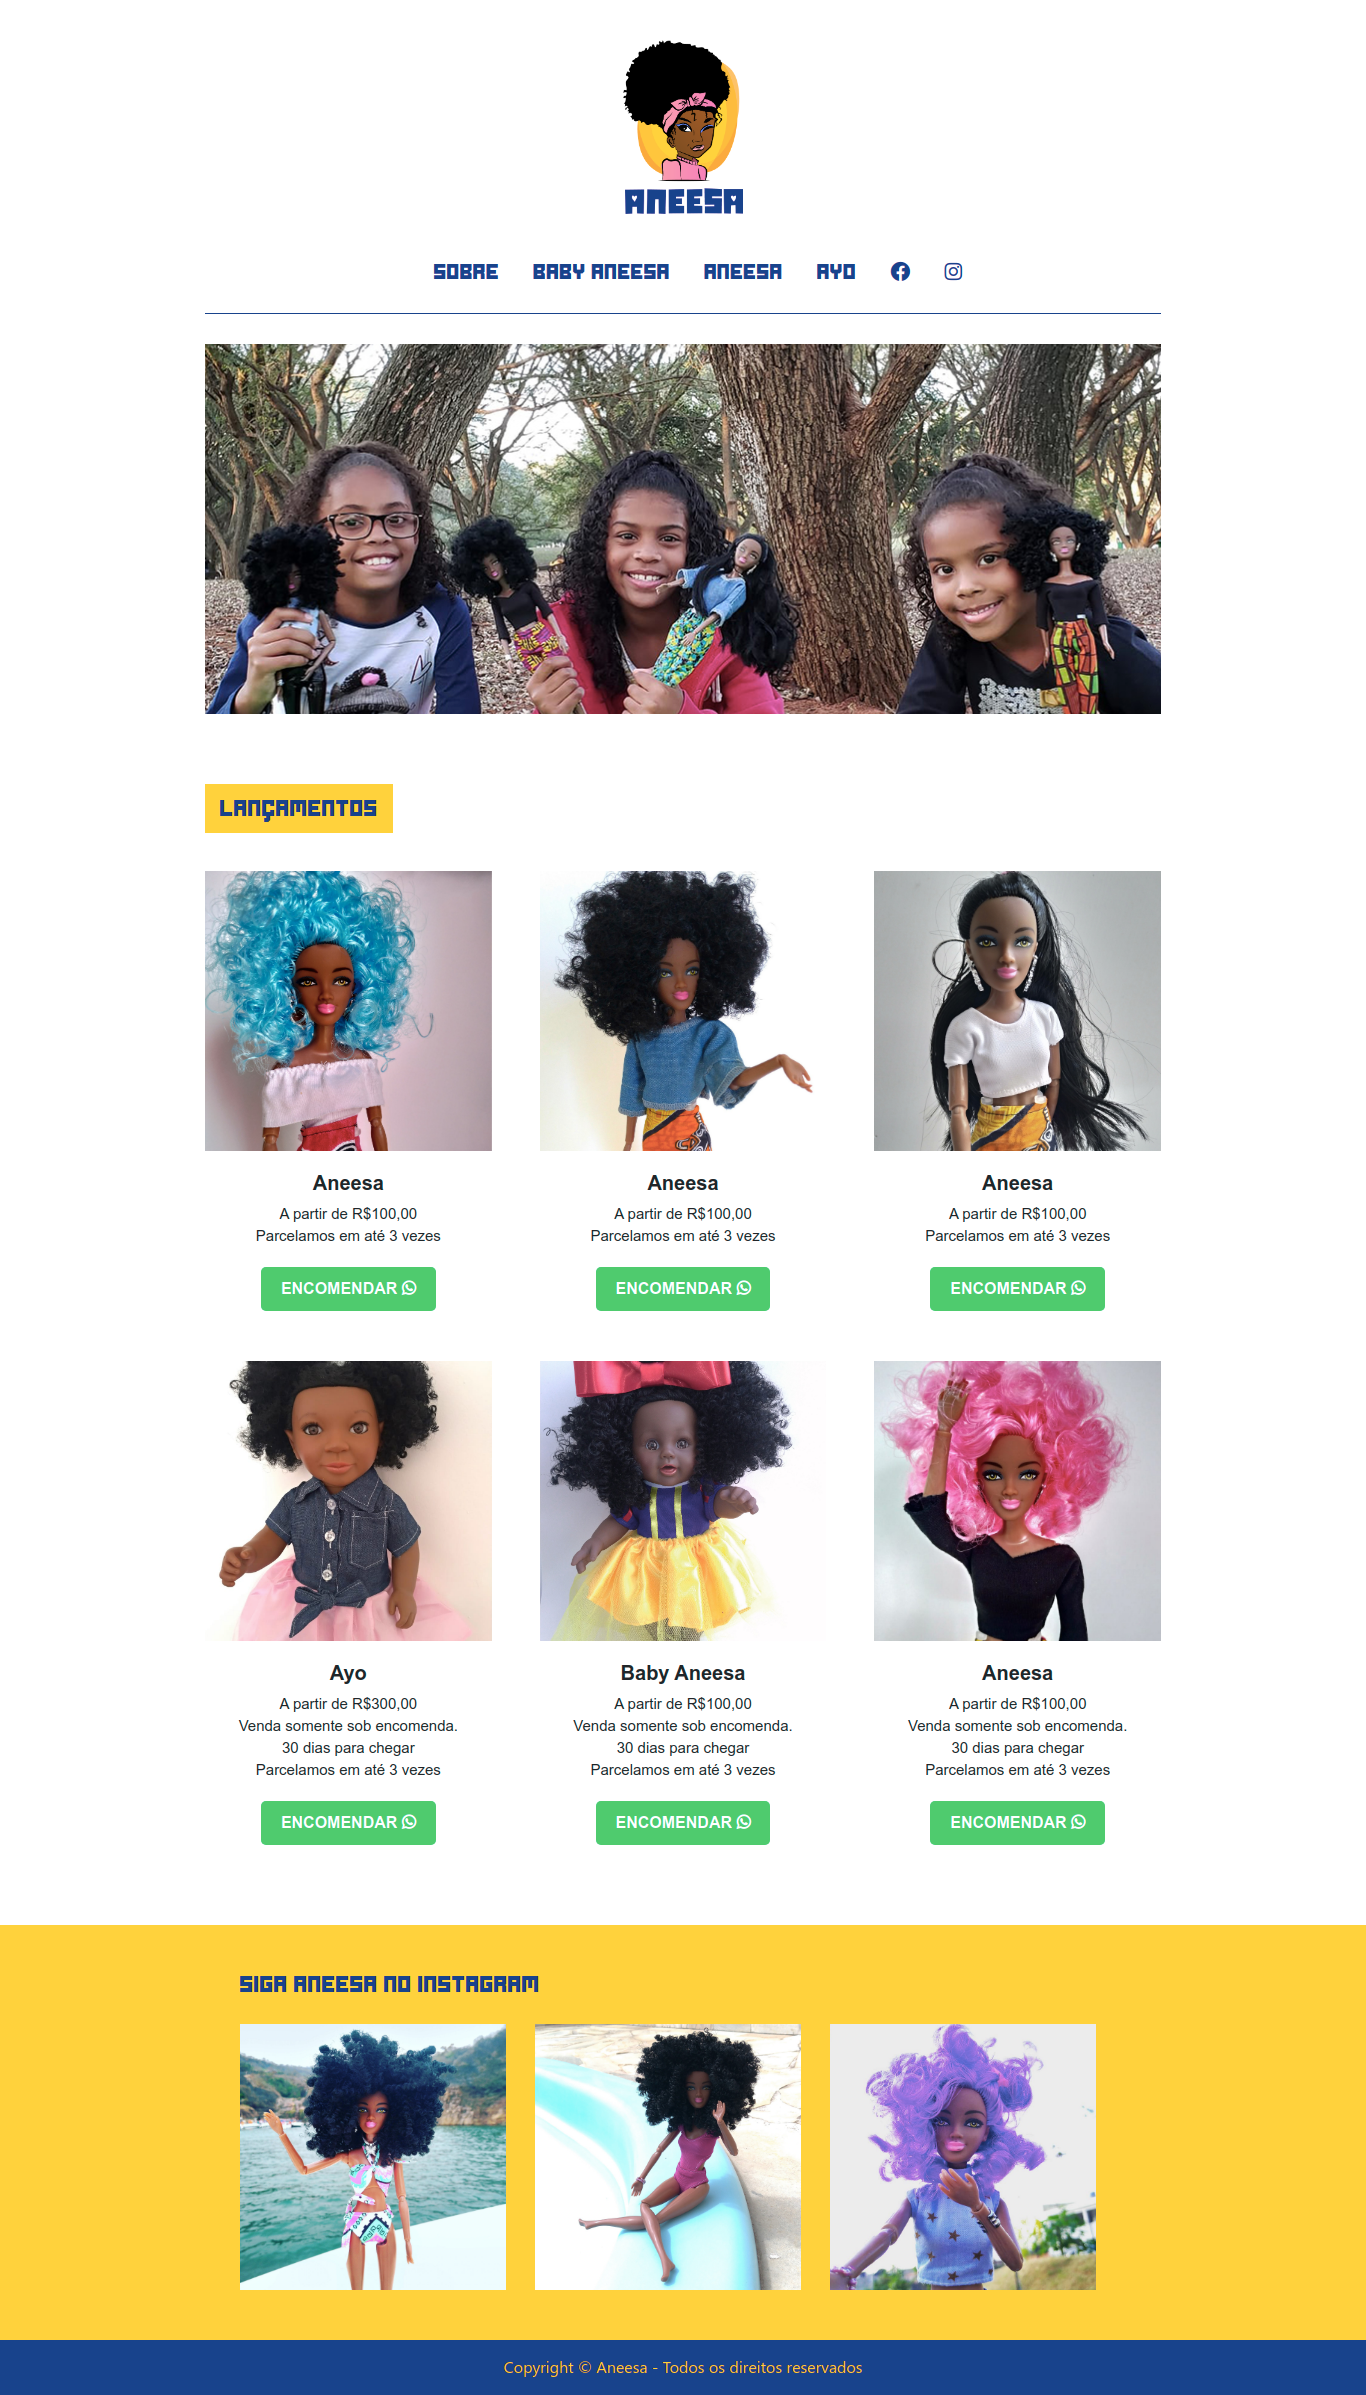 ANEESA
SOBRE BABY ANEESA ANEESA AYO
LANÇAMENTOS
Aneesa
A partir de R$100,00
Parcelamos em até 3 vezes
ENCOMENDAR
Aneesa
A partir de R$100,00
Parcelamos em até 3 vezes
ENCOMENDAR
Aneesa
A partir de R$100,00
Parcelamos em até 3 vezes
ENCOMENDAR
Ayo
A partir de R$300,00
Venda somente sob encomenda.
30 dias para chegar
Parcelamos em até 3 vezes
ENCOMENDAR
Baby Aneesa
A partir de R$100,00
Venda somente sob encomenda.
30 dias para chegar
Parcelamos em até 3 vezes
ENCOMENDAR
Aneesa
A partir de R$100,00
Venda somente sob encomenda.
30 dias para chegar
Parcelamos em até 3 vezes
ENCOMENDAR
SIGA ANEESA NO INSTAGRAM
Copyright © Aneesa - Todos os direitos reservados